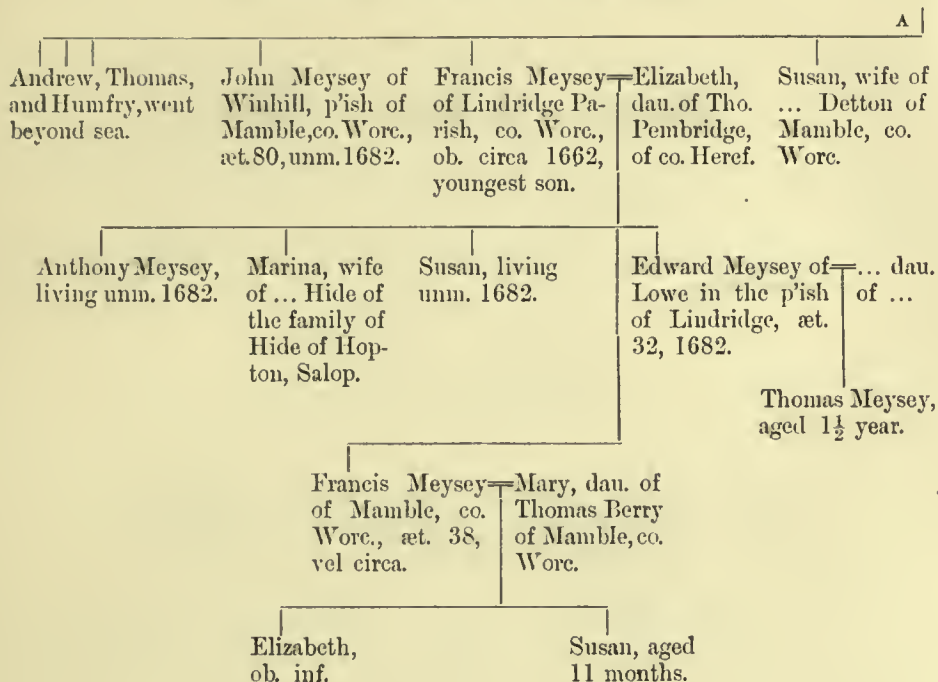 A
Andrew, Thomas,
and Humfry, went
beyond sea.
John Meysey of
Winhill, p'ish of
Mamble, co. Worc.,
æt. 80, unm. 1682.
Francis Meysey
of Lindridge Pa-
rish, co. Worc.,
ob. circa 1662,
youngest son.
Elizabeth,
dau. of Tho.
Pembridge,
of co. Heref.
Susan, wife of
... Detton of
Mamble, co.
Worc.
Anthony Meysey,
living unm. 1682.
Marina, wife
of ... Hide of
the family of
Hide of Hop-
ton, Salop.
Susan, living
unm. 1682.
Edward Meysey of
Lowe in the p'ish
of Lindridge, æt.
32, 1682.
... dau.
of ...
Thomas Meysey,
aged 1½ year.
Francis Meysey
of Mamble, co.
Worc., æt. 38,
vel circa.
Mary, dau. of
Thomas Berry
of Mamble, co.
Worc.
Elizabeth,
ob. inf.
Susan, aged
11 months.